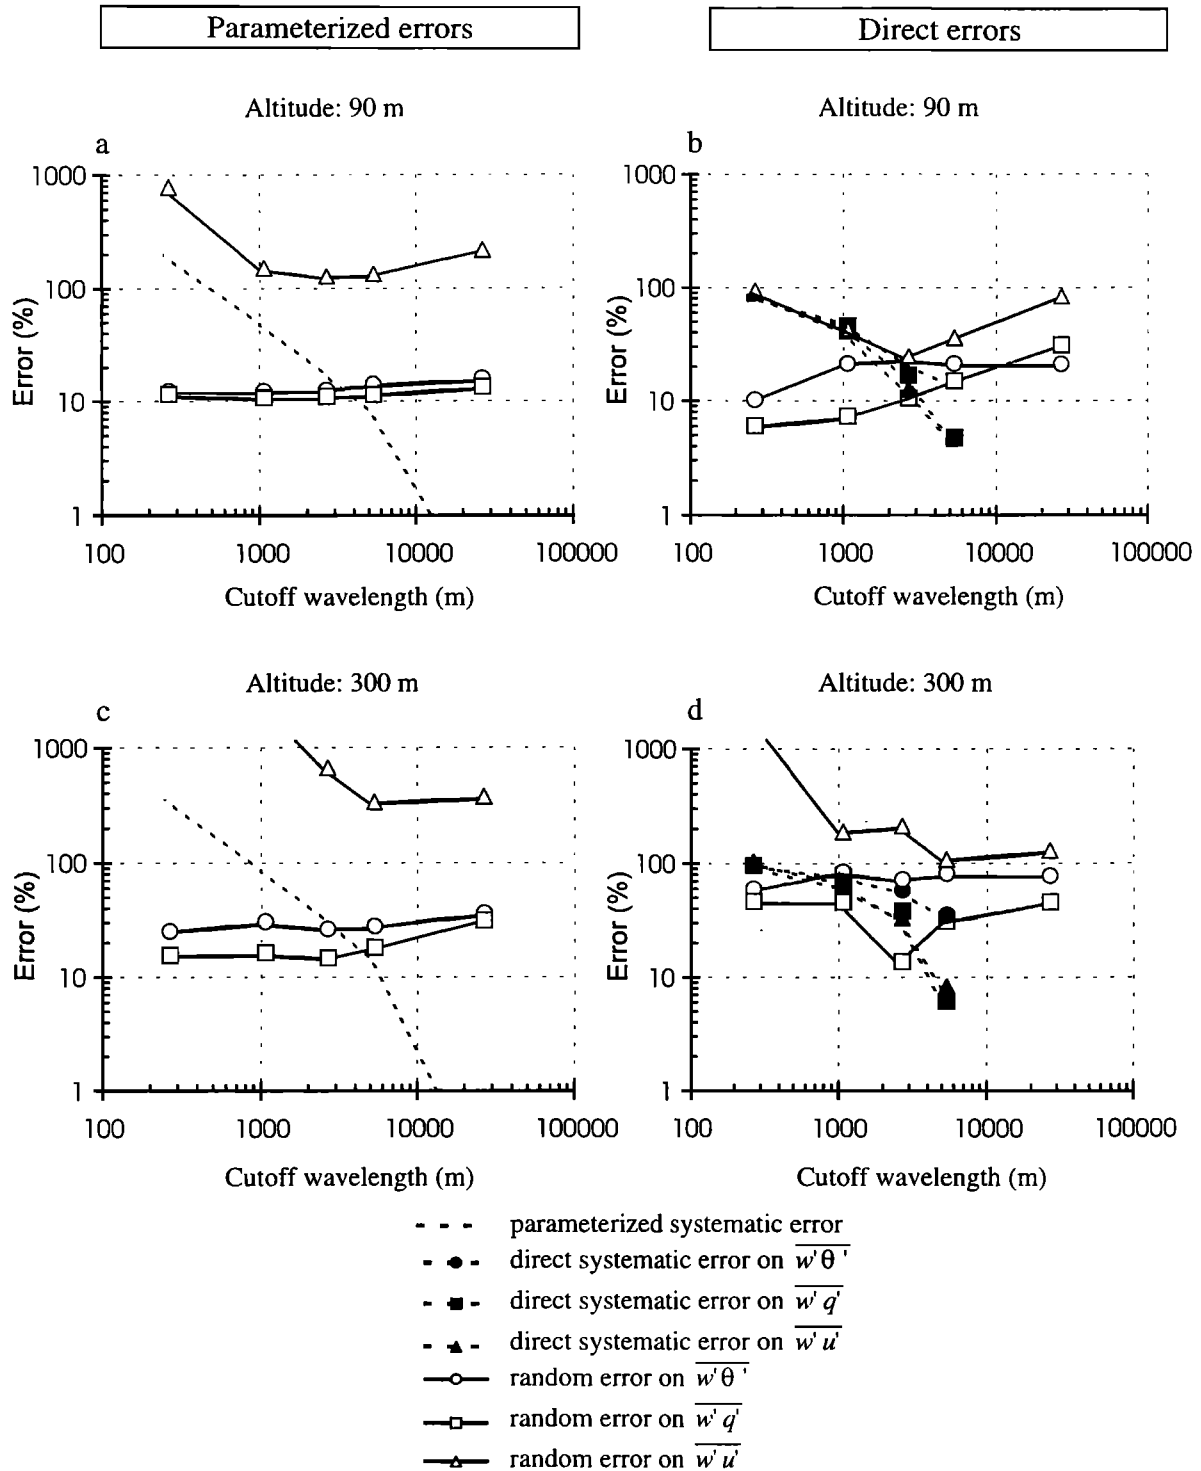 Parameterized errors
Direct errors
Altitude: 90 m
Altitude: 90 m
a
b
1000
100
10
1
Error (%)
100
1000
10000
100000
Cutoff wavelength (m)
1000
100
10
1
Error (%)
100
1000
10000
100000
Cutoff wavelength (m)
Altitude: 300 m
Altitude: 300 m
c
d
1000
100
10
1
Error (%)
100
1000
10000
100000
Cutoff wavelength (m)
1000
100
10
1
Error (%)
100
1000
10000
100000
Cutoff wavelength (m)
parameterized systematic error
direct systematic error on w'θ'
direct systematic error on w'q'
direct systematic error on w'u'
random error on w'θ'
random error on w'q'
random error on w'u'